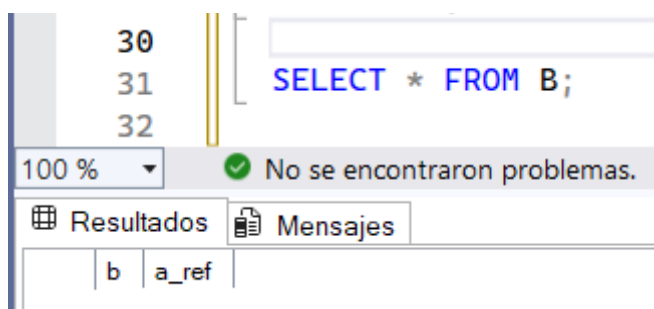 30
31 SELECT * FROM B;
32
100 % No se encontraron problemas.
Resultados Mensajes
b a_ref